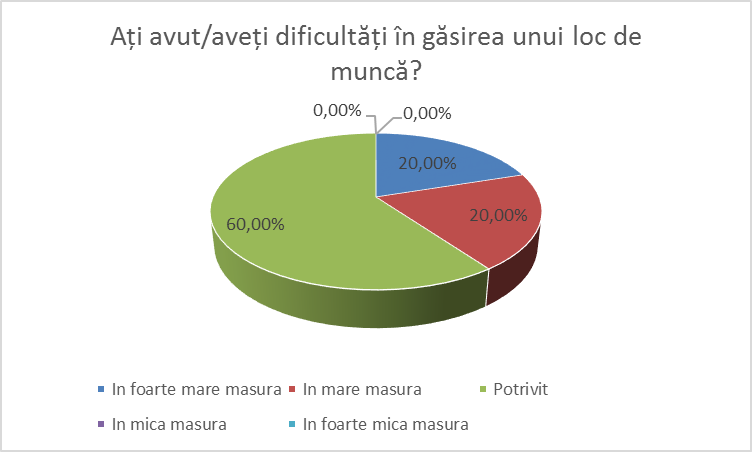 Ați avut/aveți dificultăți în găsirea unui loc de
muncă?
0,00% 0,00%
20,00%
20,00%
60,00%
In foarte mare masura In mare masura Potrivit
In mica masura In foarte mica masura